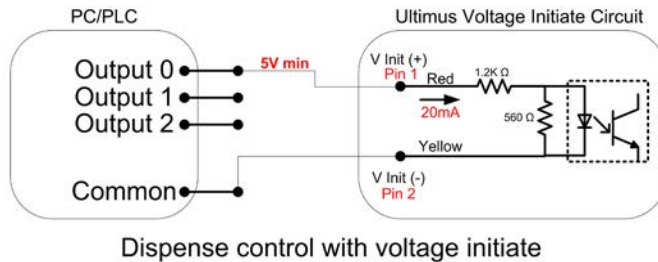 PC/PLC
Ultimus Voltage Initiate Circuit
Output 0
5V min
V Init (+)
Pin 1
Red
1.2K Ω
Output 1
20mA
560 Ω
Output 2
Yellow
Common
V Init (-)
Pin 2
Dispense control with voltage initiate